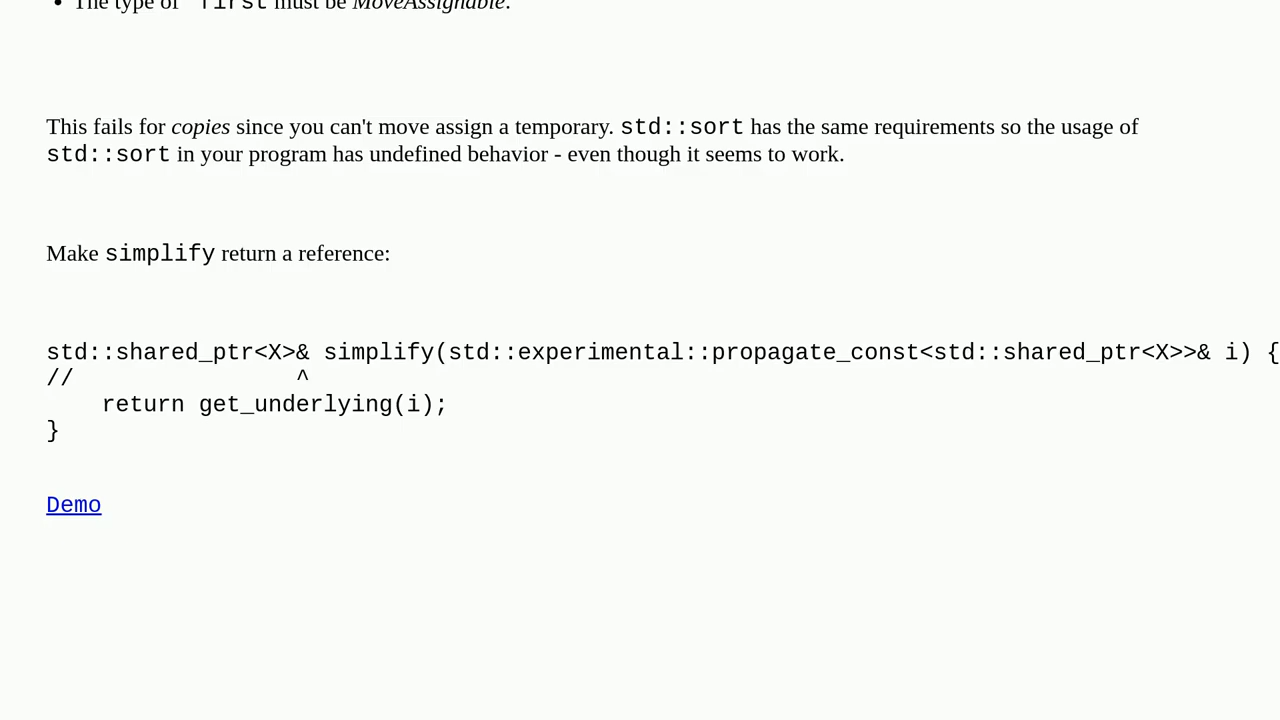 • The type of *first must be MoveAssignable.
This fails for copies since you can't move assign a temporary. std::sort has the same requirements so the usage of
std::sort in your program has undefined behavior - even though it seems to work.
Make simplify return a reference:
std::shared_ptr<X>& simplify(std::experimental::propagate_const<std::shared_ptr<X>>& i) {
//                ^
    return get_underlying(i);
}
Demo